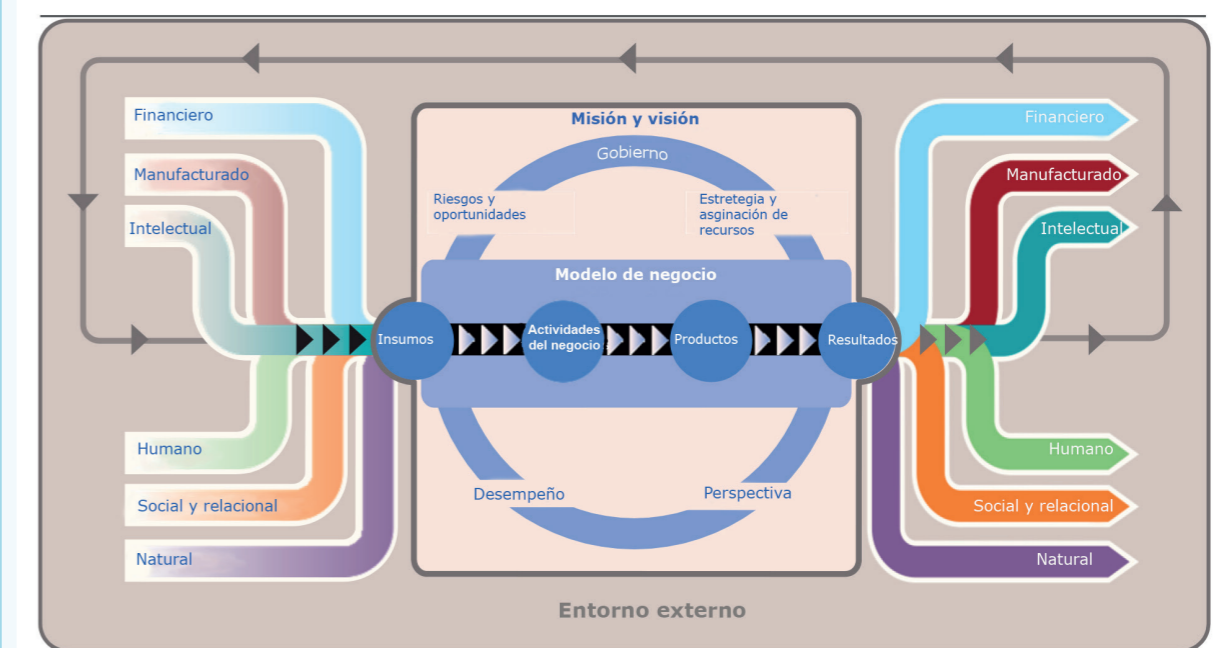 Financiero
Manufacturado
Intelectual
Humano
Social y relacional
Natural
Misión y visión
Gobierno
Riesgos y
oportunidades
Estretegia y
asginación de
recursos
Modelo de negocio
Insumos
Actividades
del negocio
Productos
Resultados
Desempeño
Perspectiva
Financiero
Manufacturado
Intelectual
Humano
Social y relacional
Natural
Entorno externo